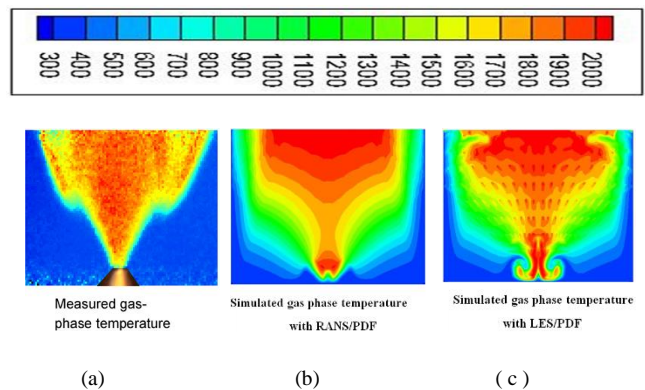 300 400 500 600 700 800 900 1000 1100 1200 1300 1400 1500 1600 1700 1800 1900 2000
Measured gas-
phase temperature
Simulated gas phase temperature
with RANS/PDF
Simulated gas phase temperature
with LES/PDF
(a) (b) ( c )